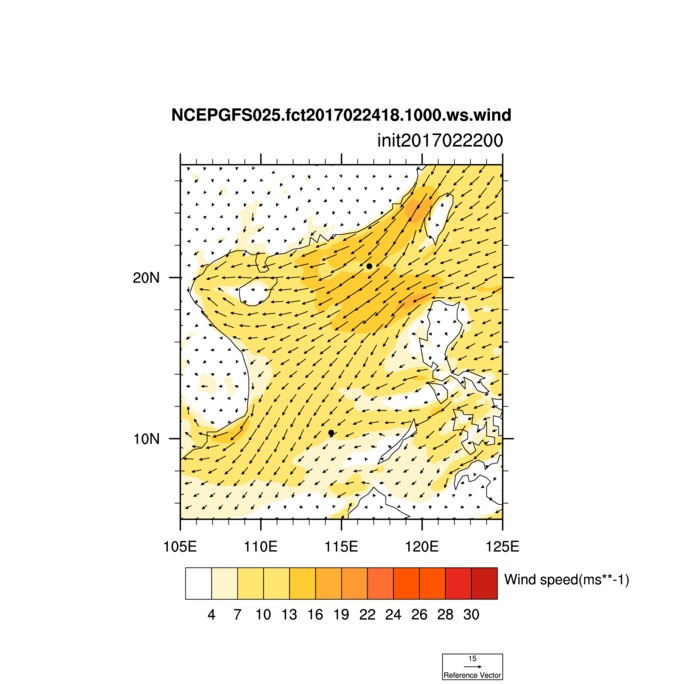 NCEPGFS025.fct2017022418.1000.ws.wind
init2017022200
20N
10N
105E 110E 115E 120E 125E
Wind speed(ms**-1)
4 7 10 13 16 19 22 24 26 28 30
15
Reference Vector